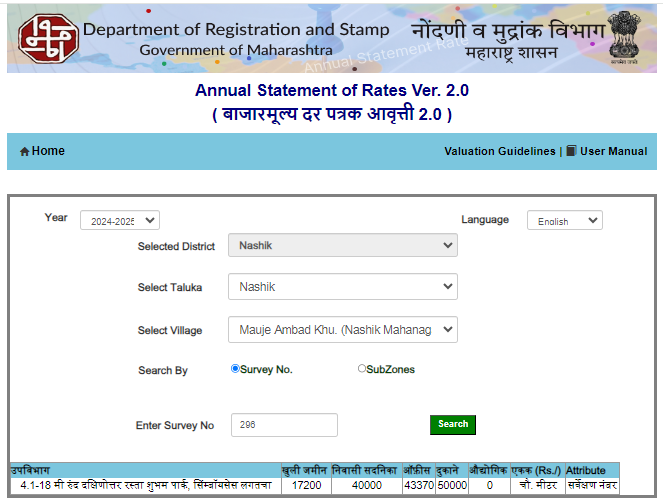 Department of Registration and Stamp
Government of Maharashtra
नोंदणी व मुद्रांक विभाग
महाराष्ट्र शासन
Annual Statement Rate
Annual Statement of Rates Ver. 2.0
( बाजारमूल्य दर पत्रक आवृत्ती 2.0 )
Home
Valuation Guidelines | User Manual
Year 2024-2025 Language English
Selected District Nashik
Select Taluka Nashik
Select Village Mauje Ambad Khu. (Nashik Mahanag
Search By Survey No. SubZones
Enter Survey No 296 Search
उपविभाग खुली जमीन निवासी सदनिका ऑफ़ीस दुकाने औद्योगिक एकक (Rs./) Attribute
4.1-18 मी रुंद दक्षिणोत्तर रस्ता शुभम पार्क, सिंम्बॉयसेस लगतचा 17200 40000 43370 50000 0 चौ. मीटर सर्वेक्षण नंबर